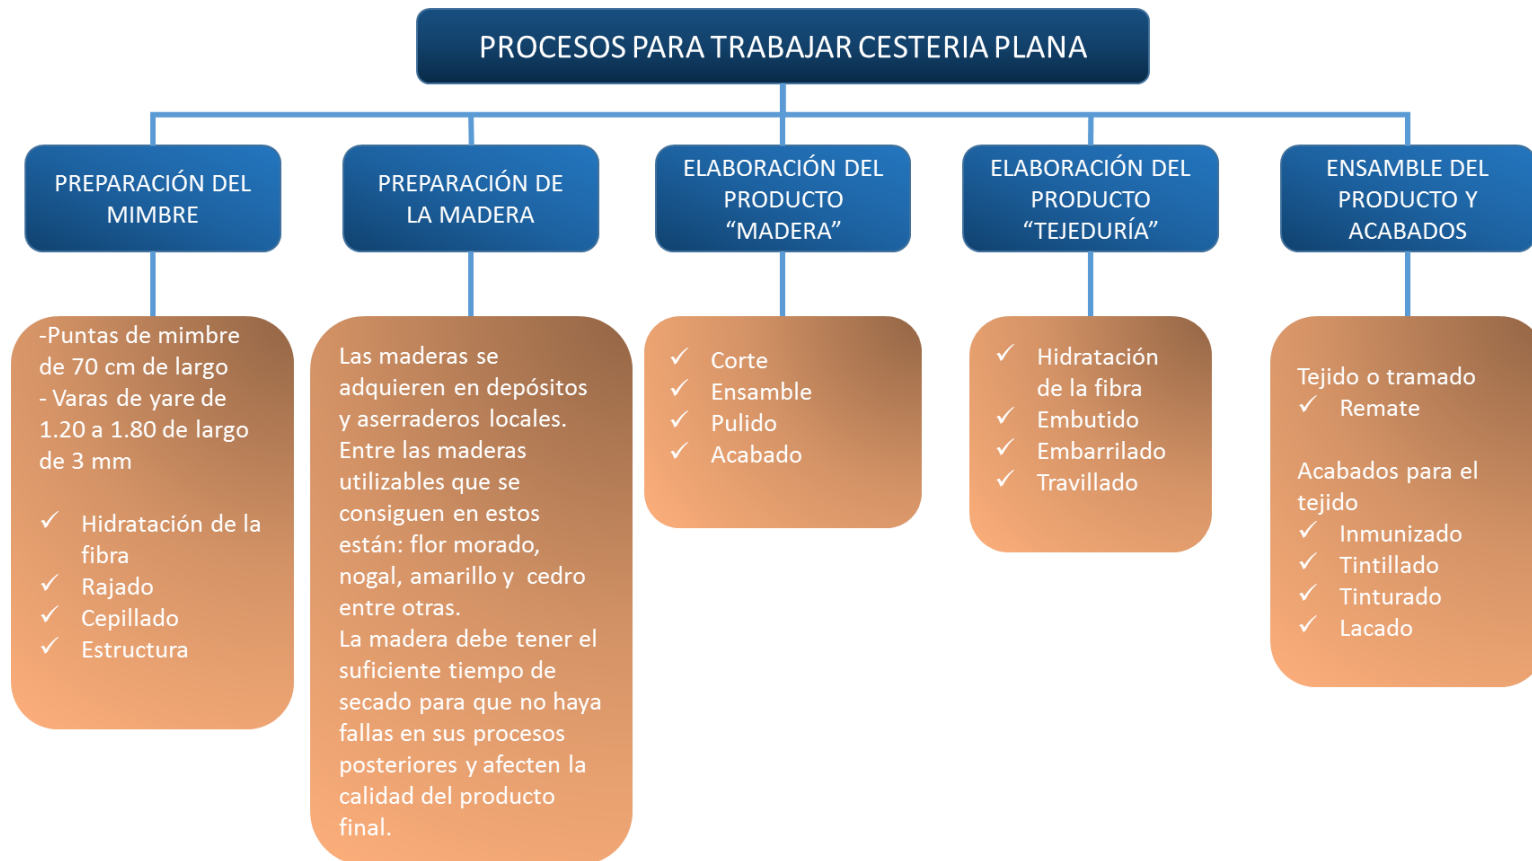 PROCESOS PARA TRABAJAR CESTERIA PLANA
PREPARACIÓN DEL
MIMBRE
-Puntas de mimbre
de 70 cm de largo
- Varas de yare de
1.20 a 1.80 de largo
de 3 mm
✓ Hidratación de la
fibra
✓ Rajado
✓ Cepillado
✓ Estructura
PREPARACIÓN DE
LA MADERA
Las maderas se
adquieren en depósitos
y aserraderos locales.
Entre las maderas
utilizables que se
consiguen en estos
están: flor morado,
nogal, amarillo y cedro
entre otras.
La madera debe tener el
suficiente tiempo de
secado para que no haya
fallas en sus procesos
posteriores y afecten la
calidad del producto
final.
ELABORACIÓN DEL
PRODUCTO
“MADERA”
✓ Corte
✓ Ensamble
✓ Pulido
✓ Acabado
ELABORACIÓN DEL
PRODUCTO
“TEJEDURÍA”
✓ Hidratación
de la fibra
✓ Embutido
✓ Embarrilado
✓ Travillado
ENSAMBLE DEL
PRODUCTO Y
ACABADOS
Tejido o tramado
✓ Remate
Acabados para el
tejido
✓ Inmunizado
✓ Tintillado
✓ Tinturado
✓ Lacado